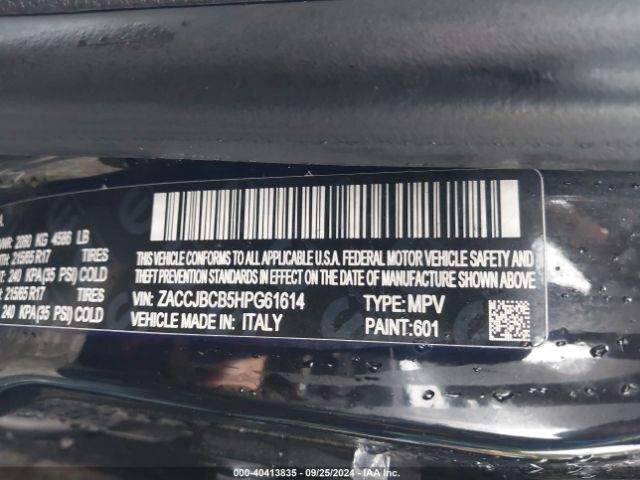 2080 KG 4586 LB
215/65 R17 TIRES
240 KPA(35 PSI) COLD
215/65 R17 TIRES
240 KPA(35 PSI) COLD
THIS VEHICLE CONFORMS TO ALL APPLICABLE U.S.A. FEDERAL MOTOR VEHICLE SAFETY AND
THEFT PREVENTION STANDARDS IN EFFECT ON THE DATE OF MANUFACTURE SHOWN ABOVE
VIN: ZACCJBCB5HPG61614 TYPE: MPV
VEHICLE MADE IN ITALY PAINT: 601
000-40413835 - 09/25/2024 - IAA Inc.